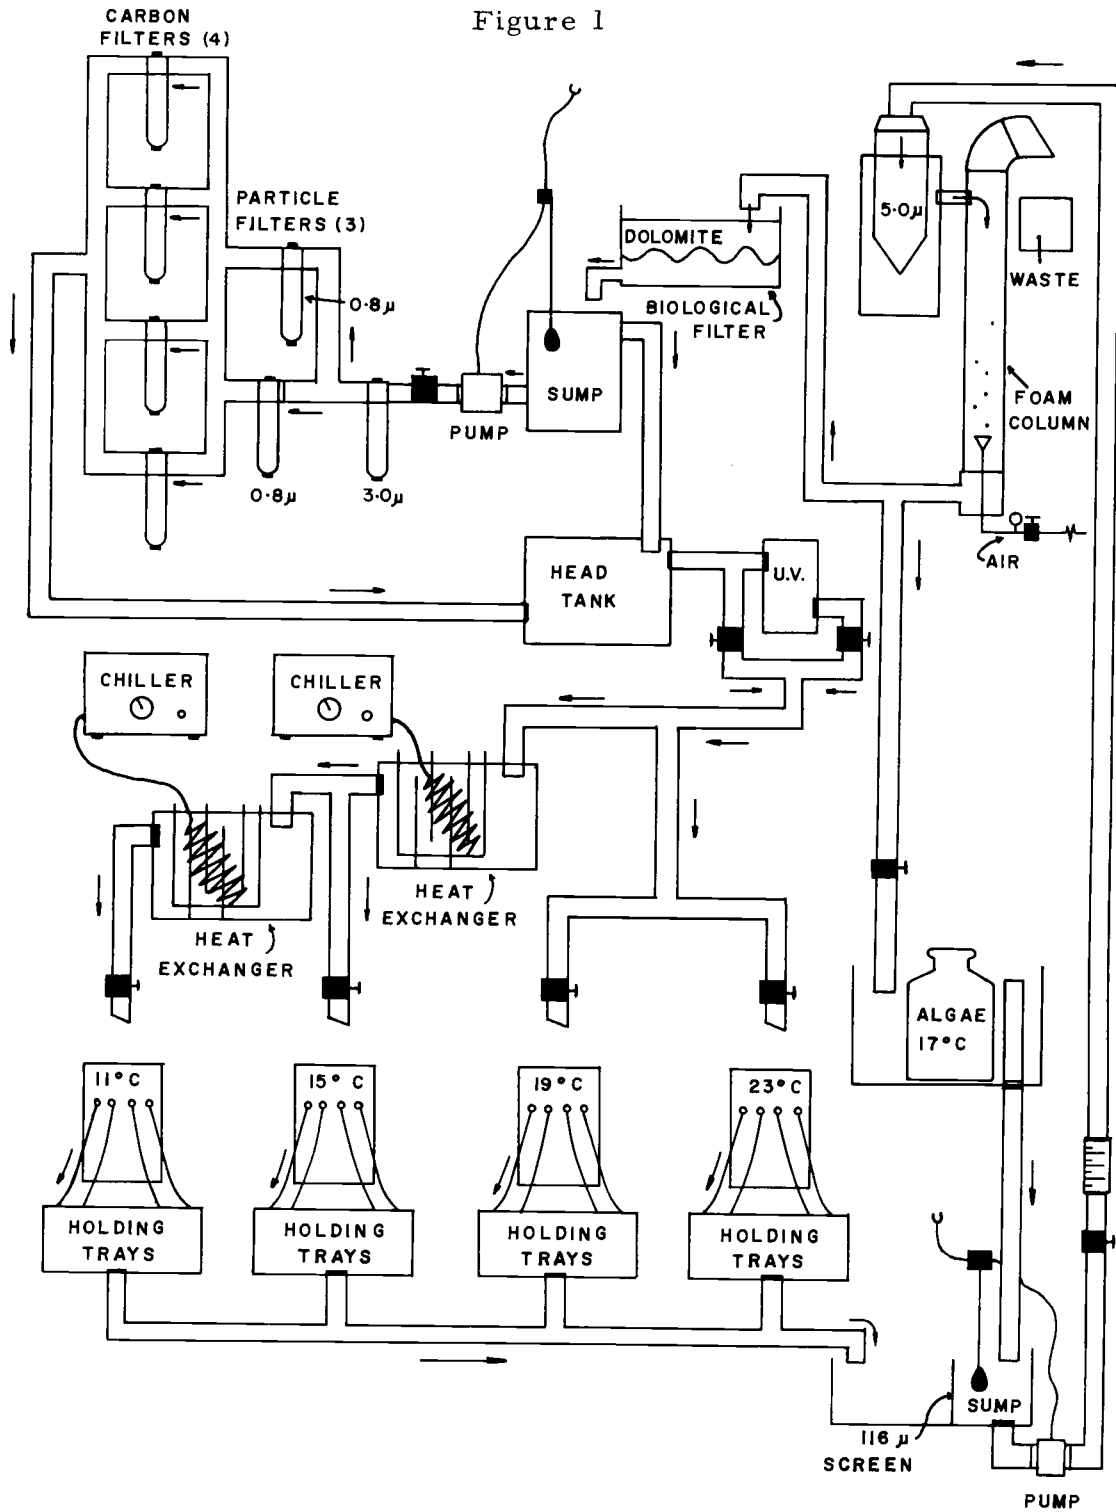 Figure 1
CARBON
FILTERS (4)
PARTICLE
FILTERS (3)
0.8µ
0.8µ
3.0µ
PUMP
SUMP
DOLOMITE
BIOLOGICAL
FILTER
5.0µ
WASTE
FOAM
COLUMN
AIR
HEAD
TANK
U.V.
CHILLER
CHILLER
HEAT
EXCHANGER
HEAT
EXCHANGER
ALGAE
17°C
11°C
15° C
19° C
23°C
HOLDING
TRAYS
HOLDING
TRAYS
HOLDING
TRAYS
HOLDING
TRAYS
SUMP
116 µ
SCREEN
PUMP